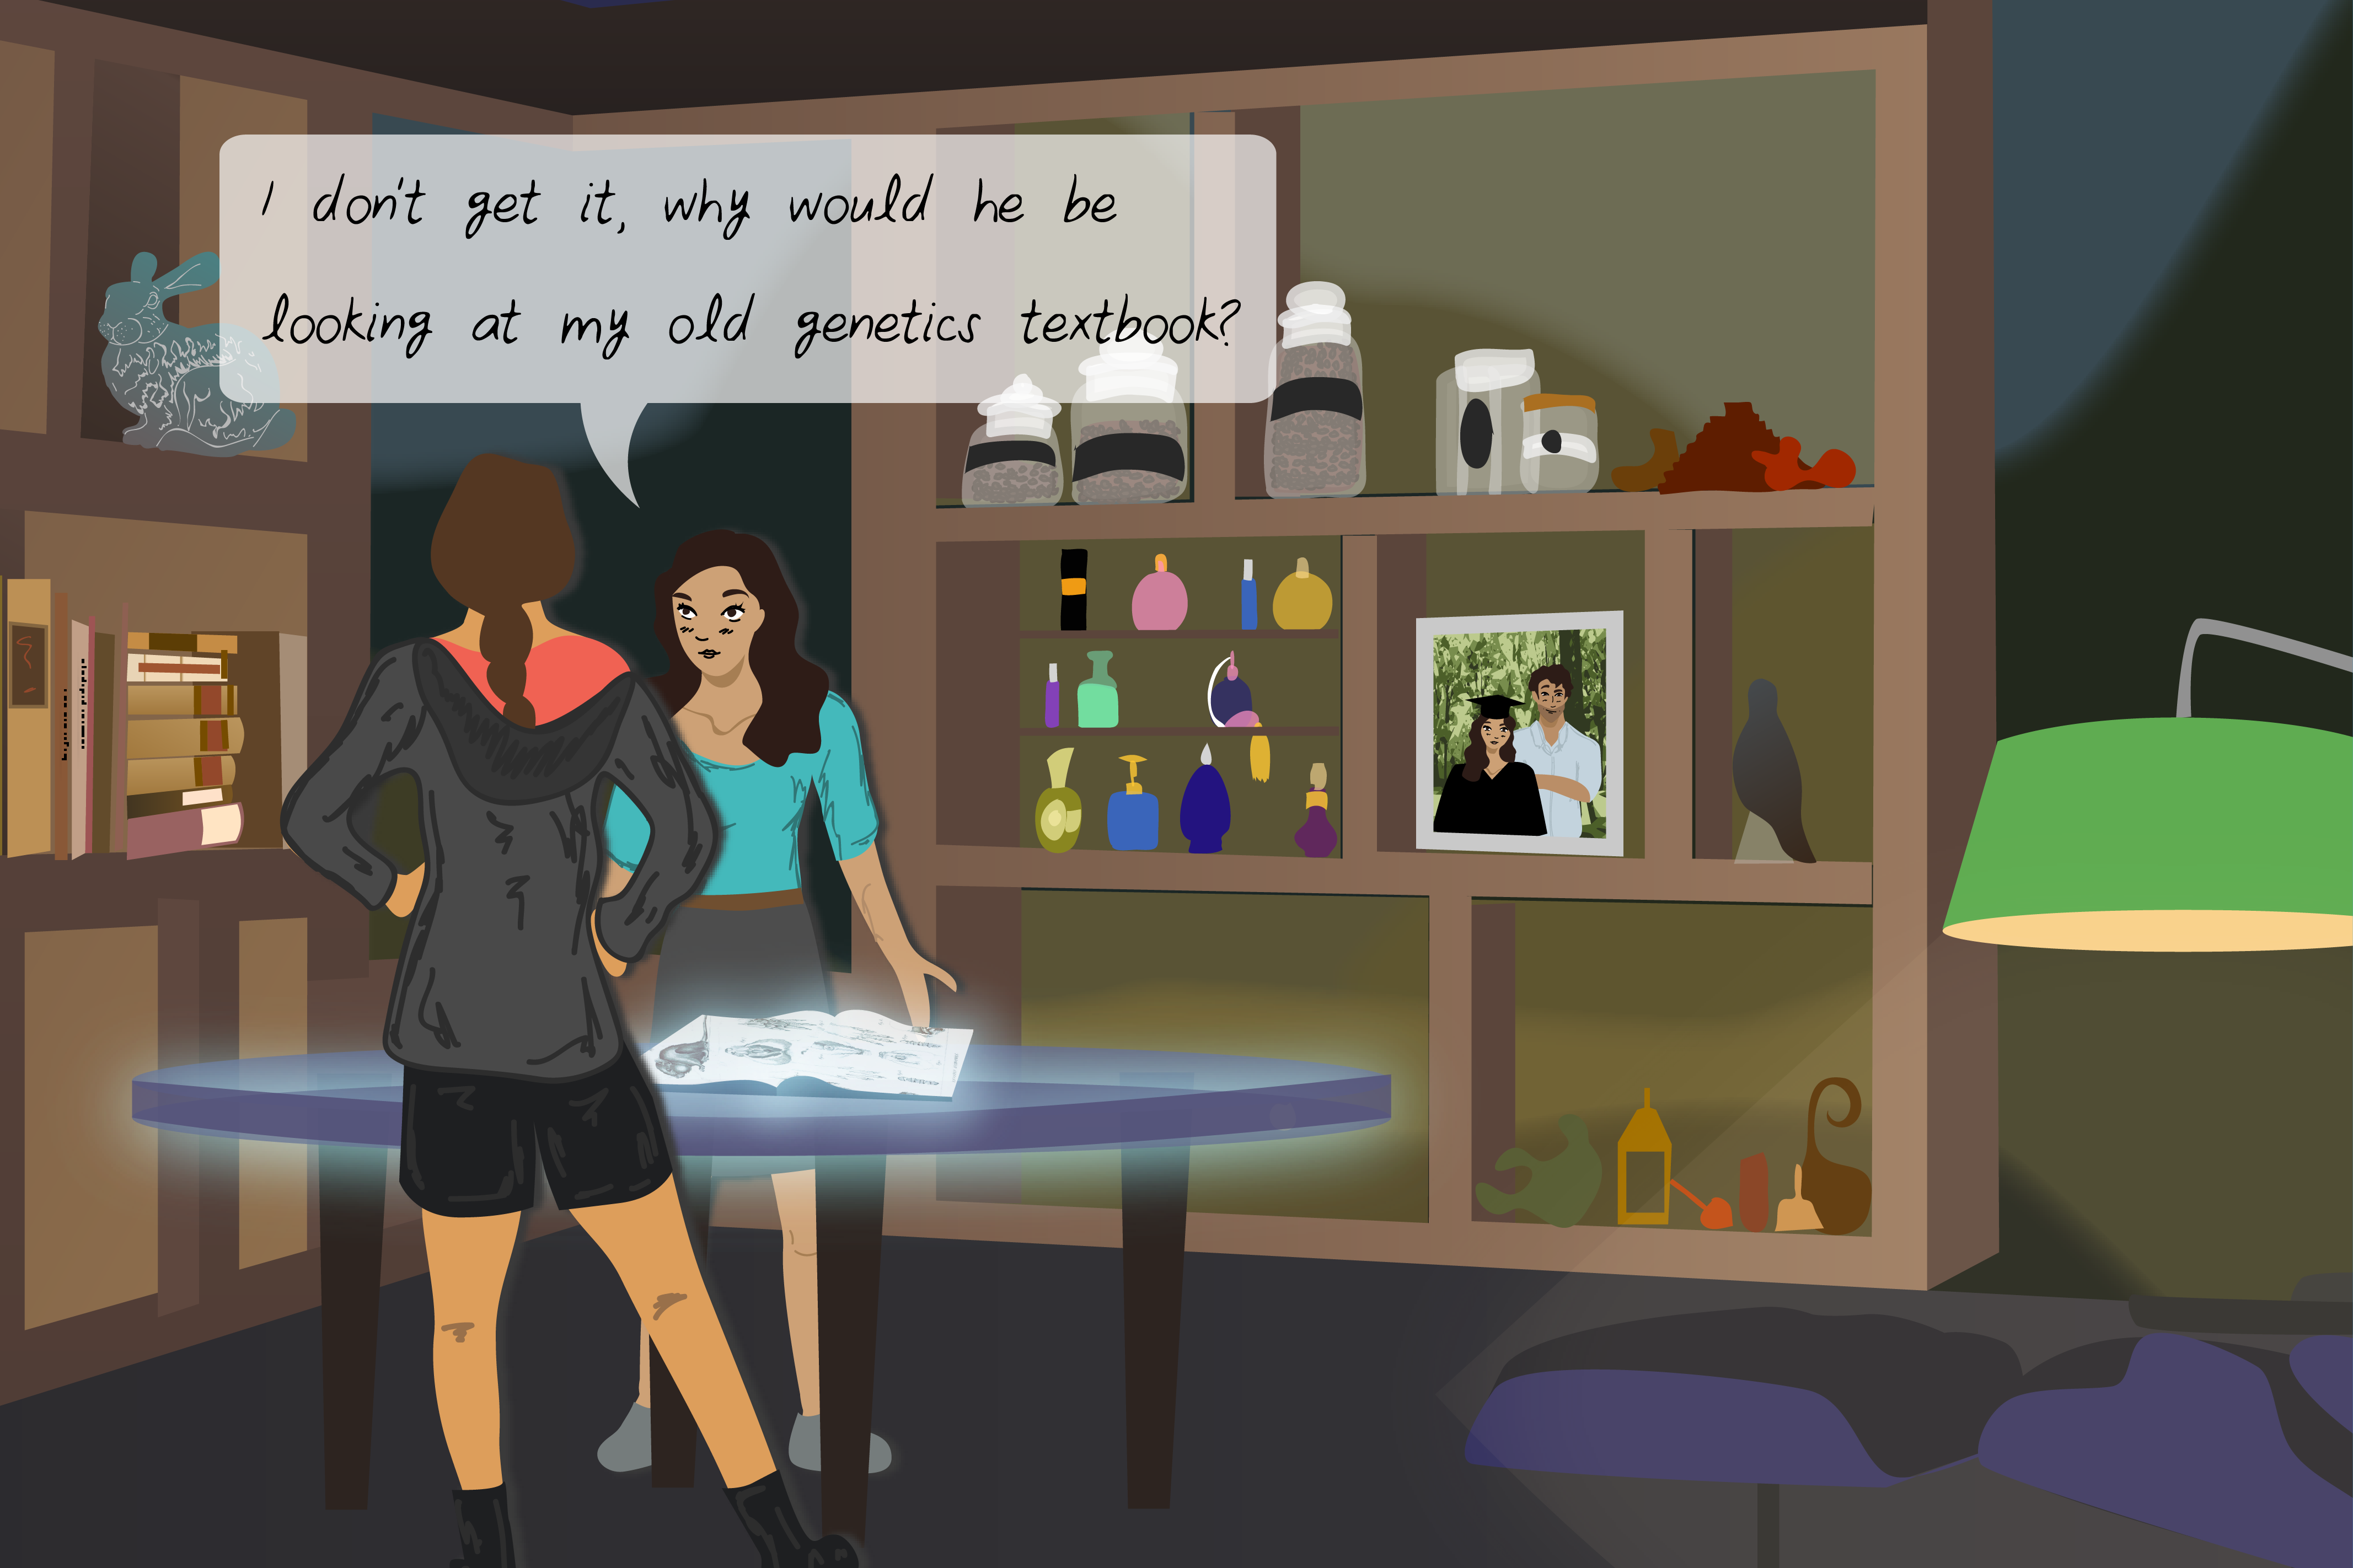 I don't get it, why would he be
looking at my old genetics textbook?